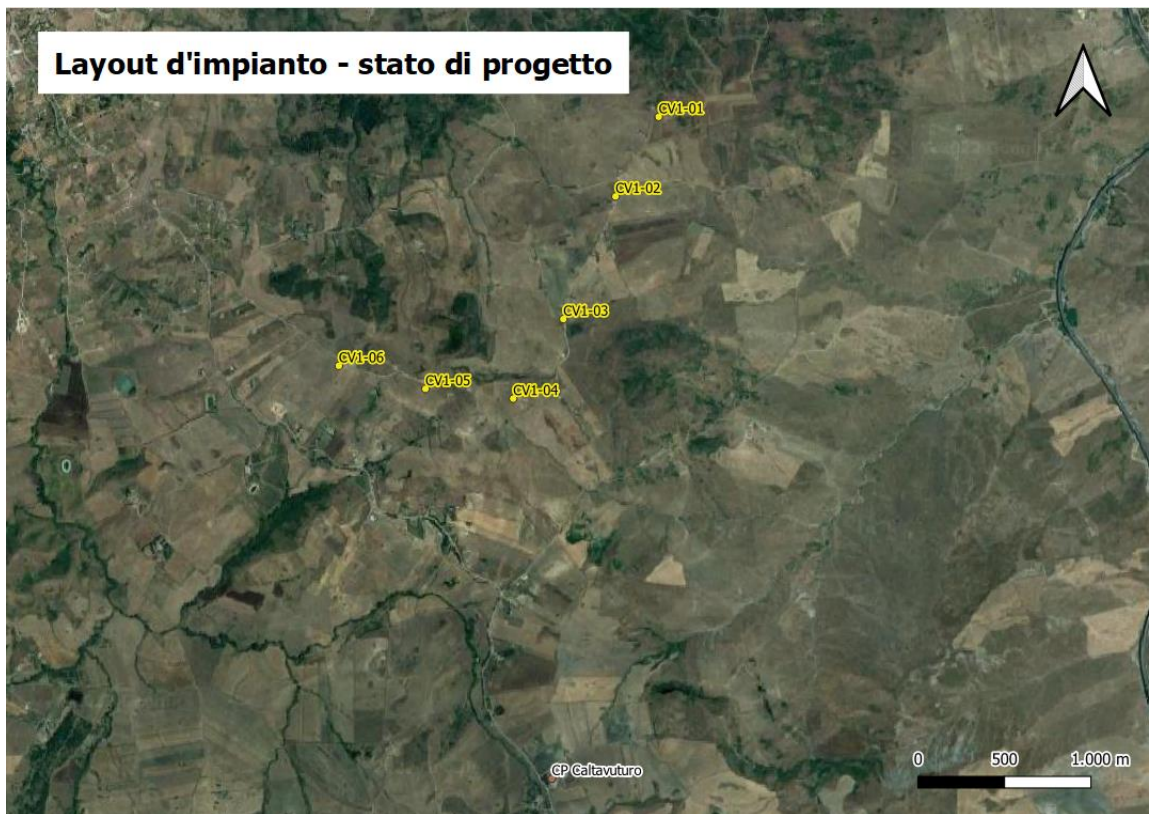 Layout d'impianto - stato di progetto
CV1-01
CV1-02
CV1-03
CV1-06
CV1-05
CV1-04
CP Caltavuturo
0 500 1.000 m